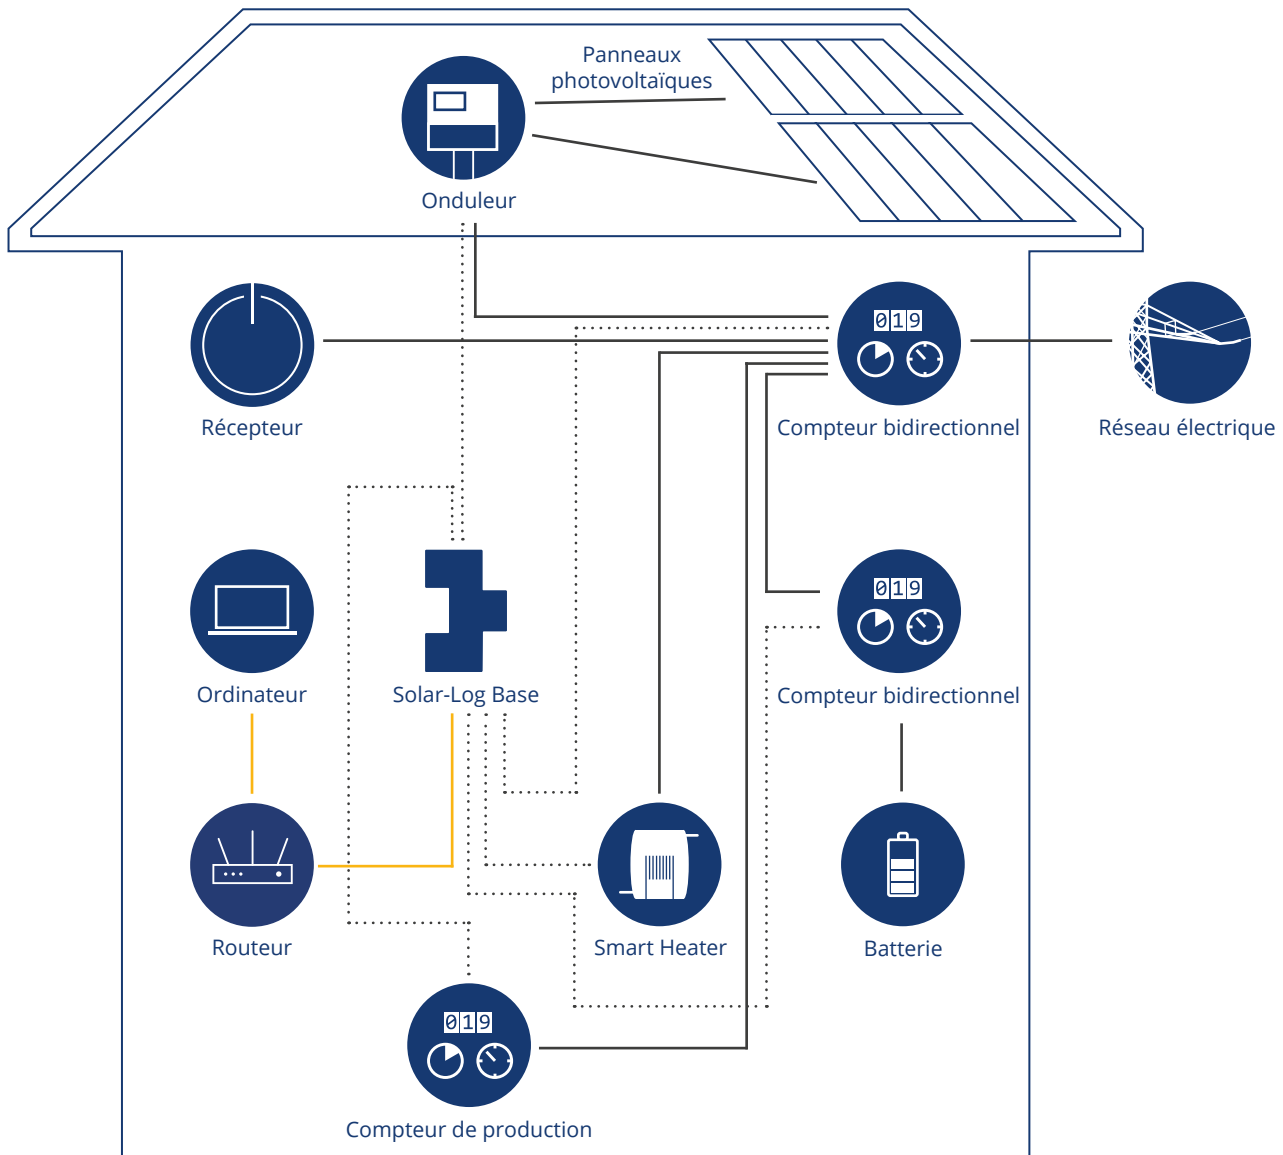 Panneaux
photovoltaïques
Onduleur
019
Récepteur
Compteur bidirectionnel
Réseau électrique
019
Ordinateur
Solar-Log Base
Compteur bidirectionnel
Routeur
Smart Heater
Batterie
019
Compteur de production